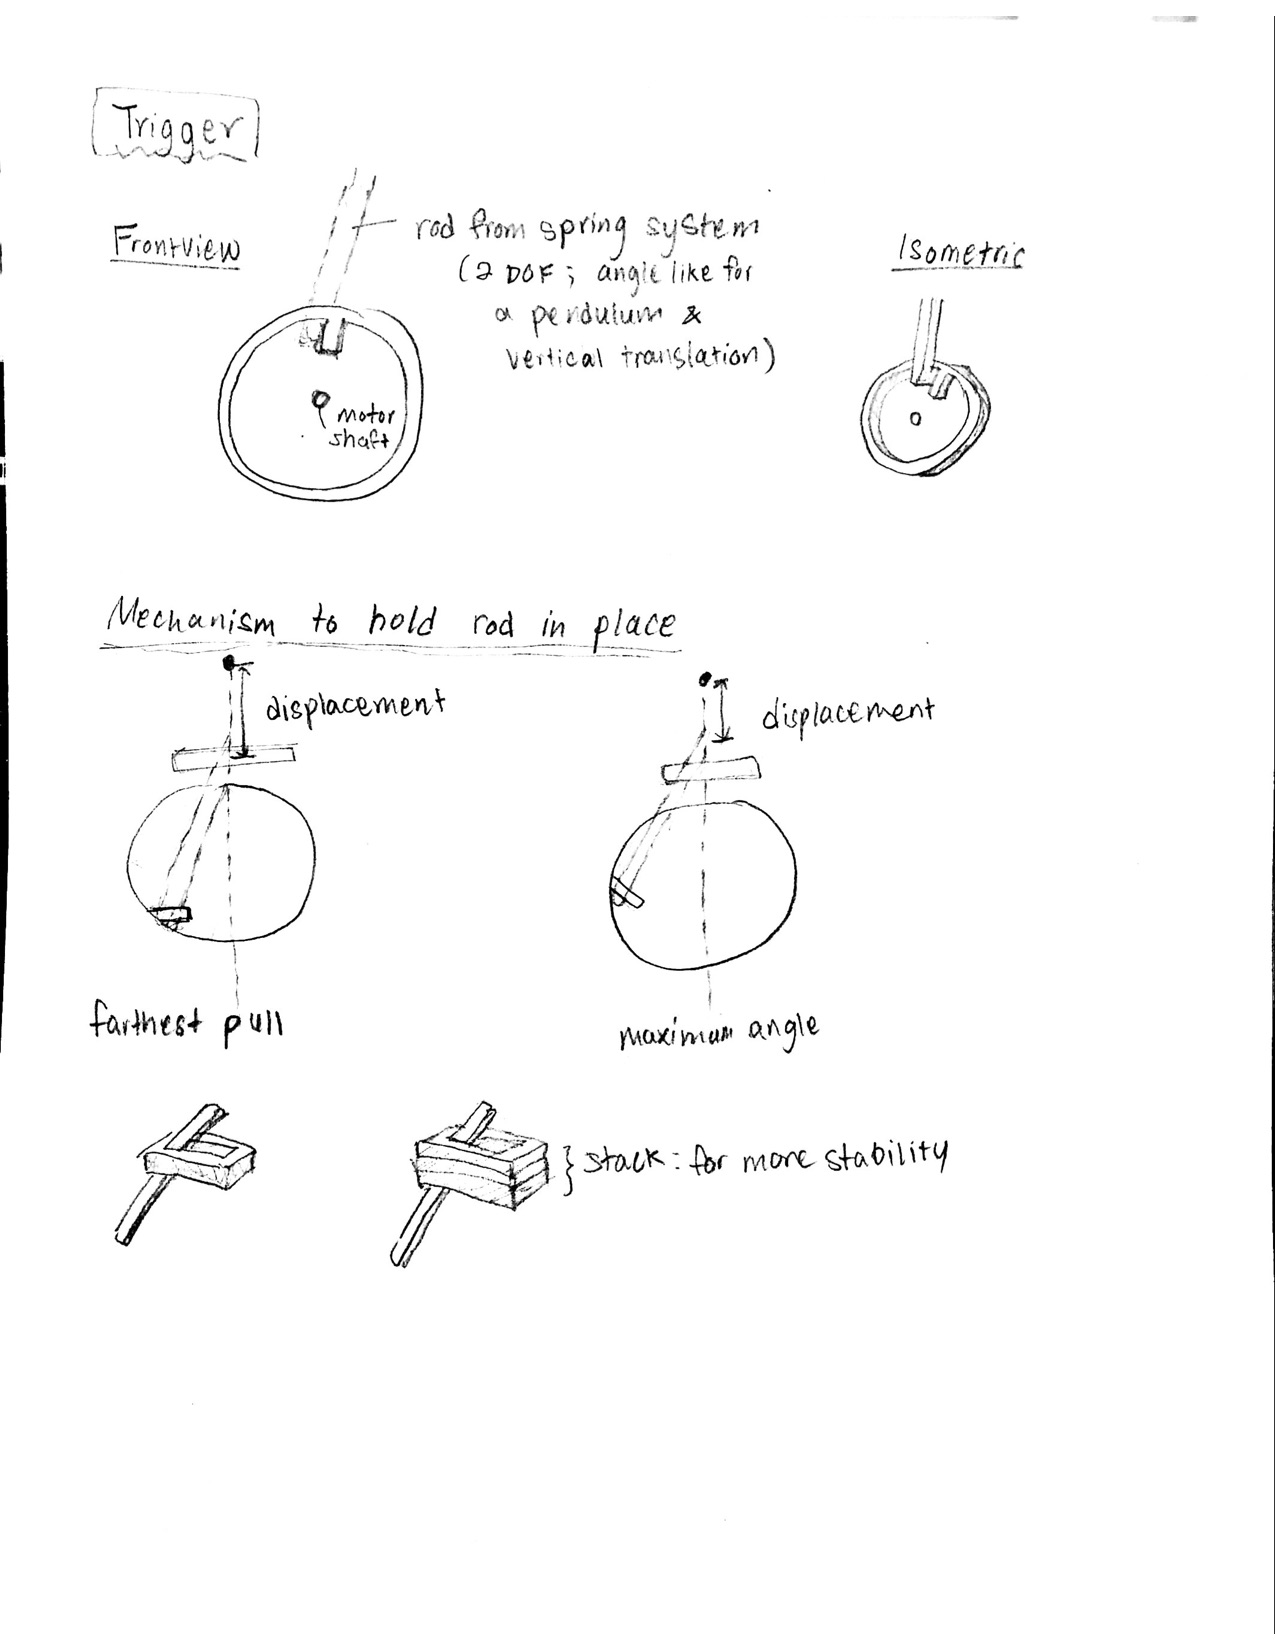 Trigger
Frontview
rod from spring system
(2 DOF; angle like for
a pendulum &
vertical translation)
Isometric
motor
shaft
Mechanism to hold rod in place
displacement
displacement
farthest pull
maximum angle
stack: for more stability